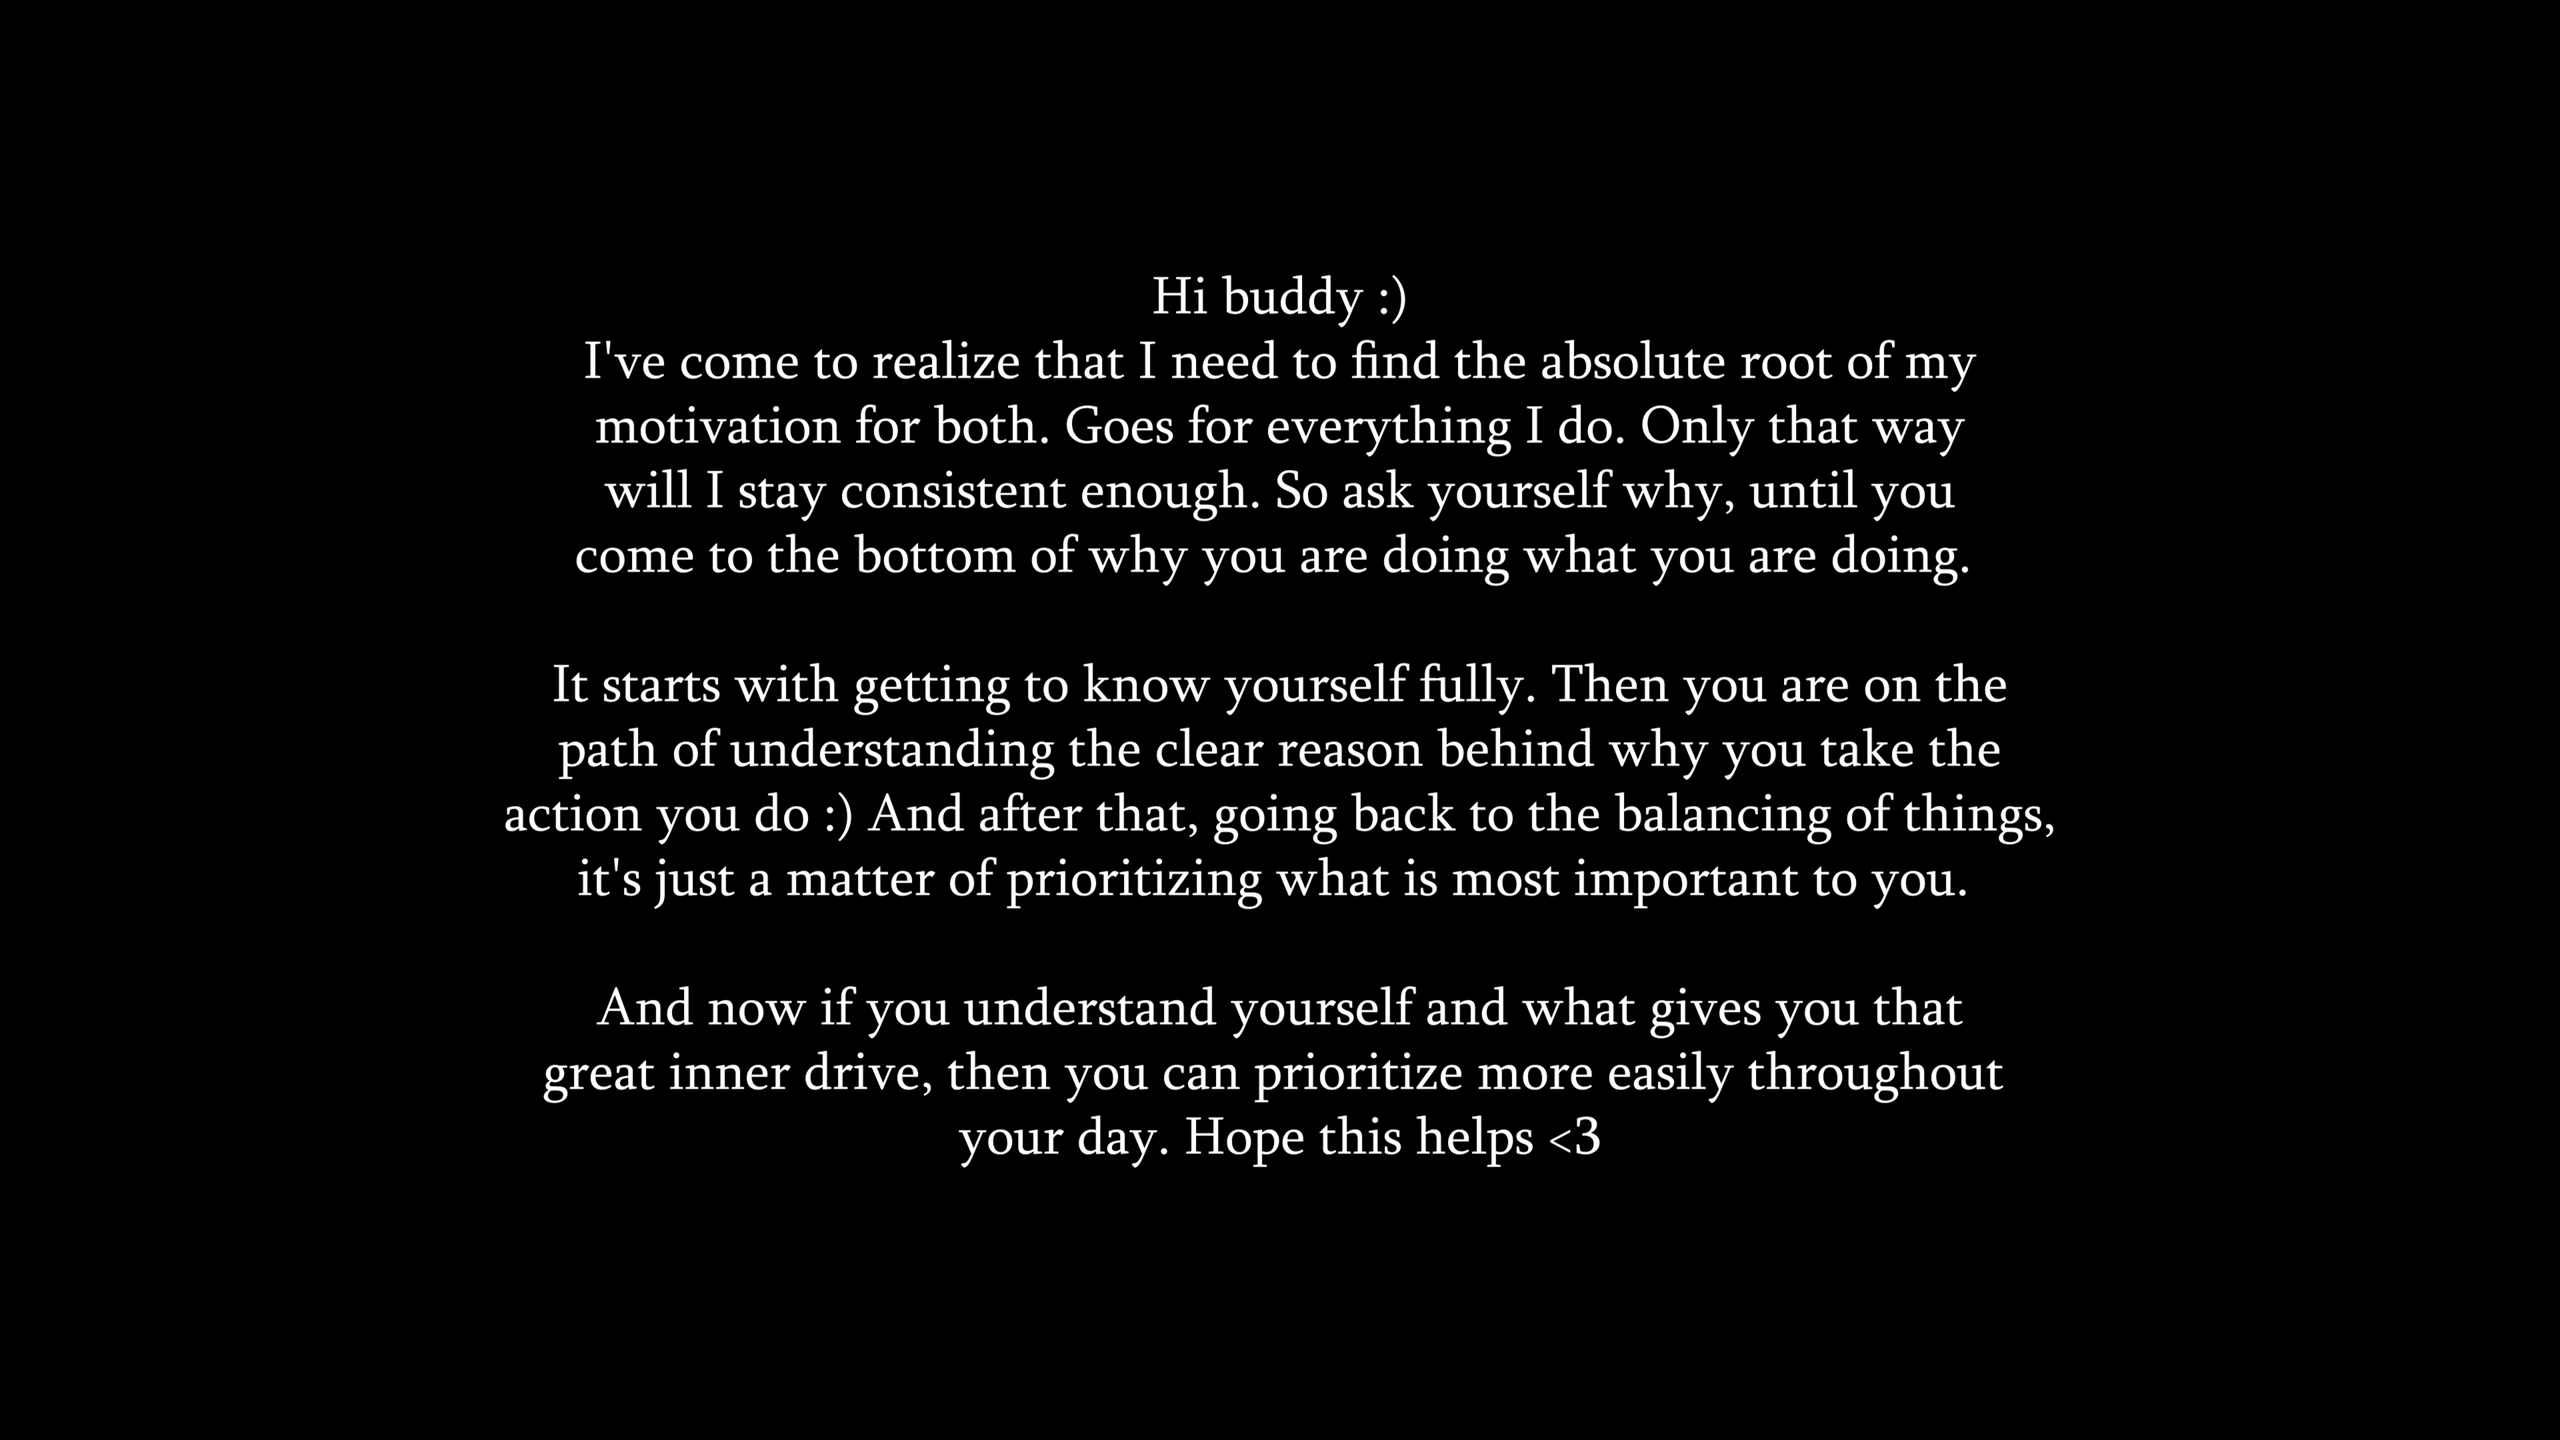 Hi buddy :)
I've come to realize that I need to find the absolute root of my
motivation for both. Goes for everything I do. Only that way
will I stay consistent enough. So ask yourself why, until you
come to the bottom of why you are doing what you are doing.
It starts with getting to know yourself fully. Then you are on the
path of understanding the clear reason behind why you take the
action you do :) And after that, going back to the balancing of things,
it's just a matter of prioritizing what is most important to you.
And now if you understand yourself and what gives you that
great inner drive, then you can prioritize more easily throughout
your day. Hope this helps <3